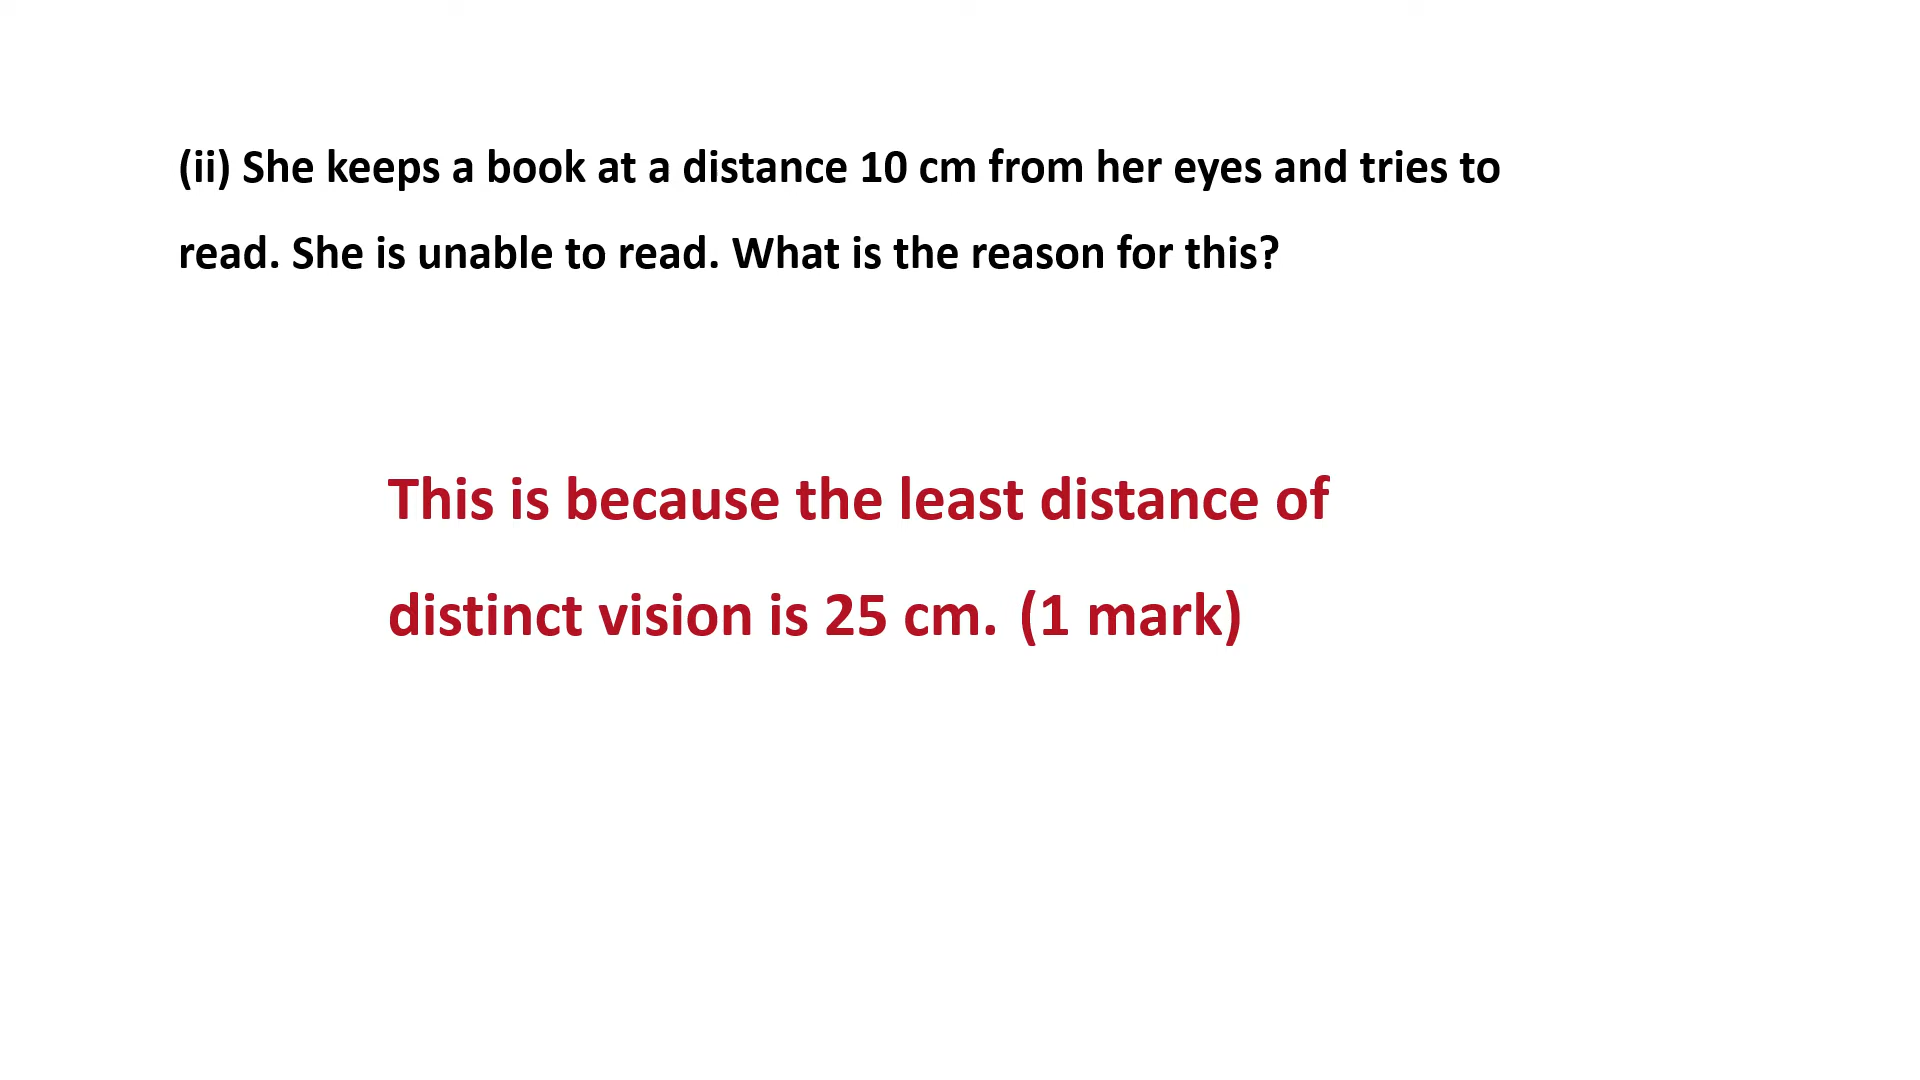 (ii) She keeps a book at a distance 10 cm from her eyes and tries to
read. She is unable to read. What is the reason for this?
This is because the least distance of
distinct vision is 25 cm. (1 mark)